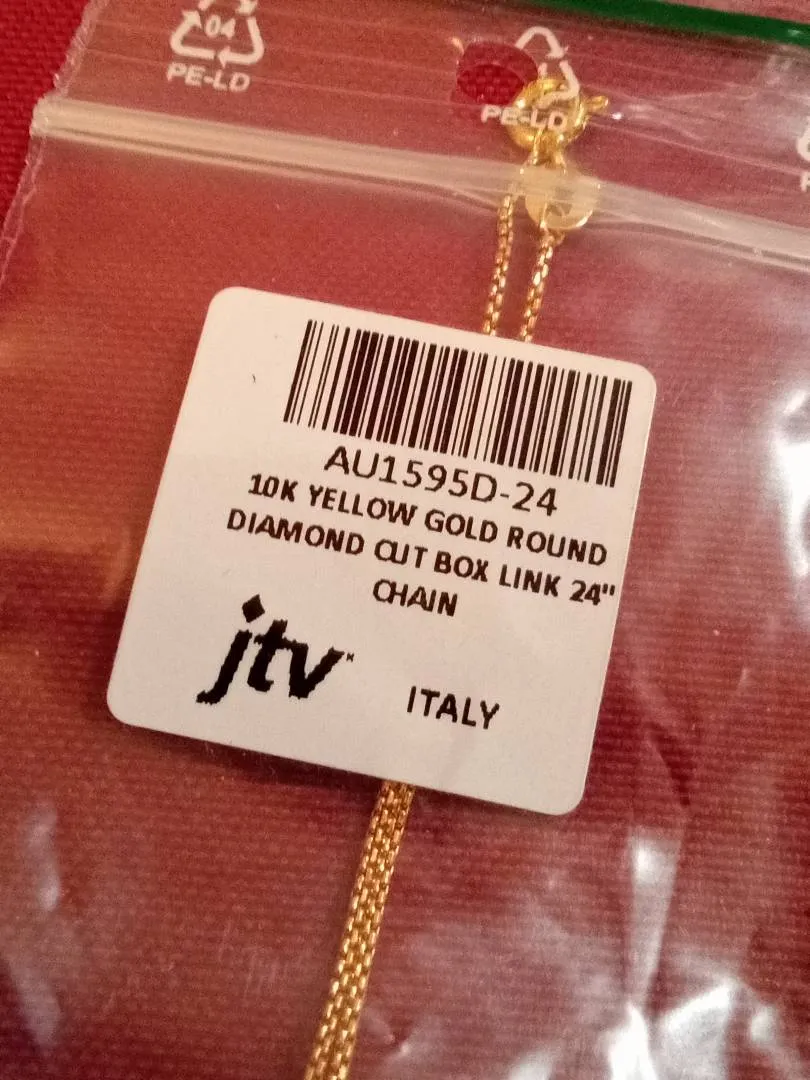 04
PE-LD
PE-LD
AU1595D-24
10K YELLOW GOLD ROUND
DIAMOND CUT BOX LINK 24"
CHAIN
jtv
ITALY